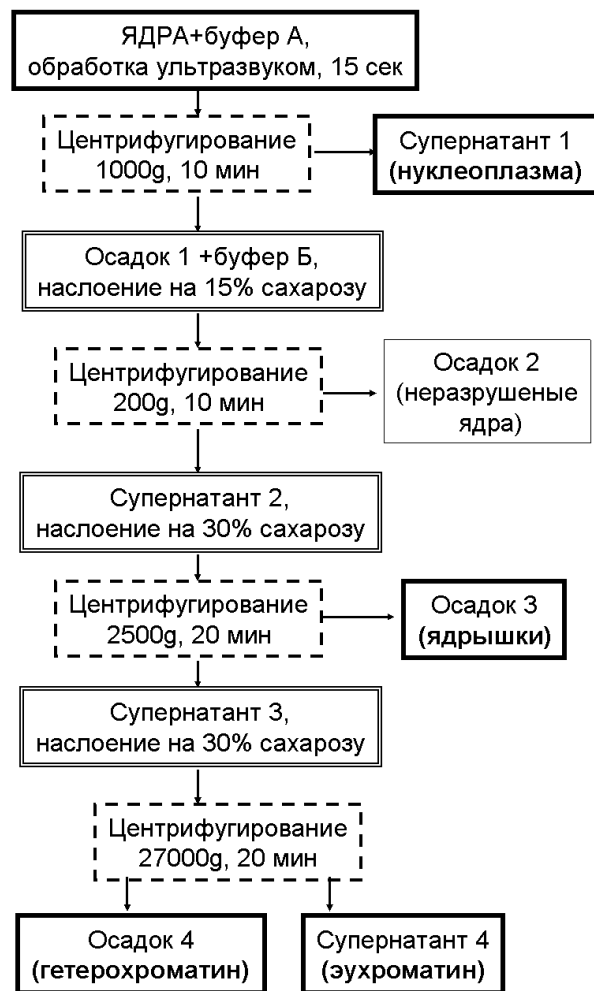 ЯДРА+буфер А,
обработка ультразвуком, 15 сек
Центрифугирование
1000g, 10 мин
Супернатант 1
(нуклеоплазма)
Осадок 1 +буфер Б,
наслоение на 15% сахарозу
Центрифугирование
200g, 10 мин
Осадок 2
(неразрушеные
ядра)
Супернатант 2,
наслоение на 30% сахарозу
Центрифугирование
2500g, 20 мин
Осадок 3
(ядрышки)
Супернатант 3,
наслоение на 30% сахарозу
Центрифугирование
27000g, 20 мин
Осадок 4
(гетерохроматин)
Супернатант 4
(эухроматин)